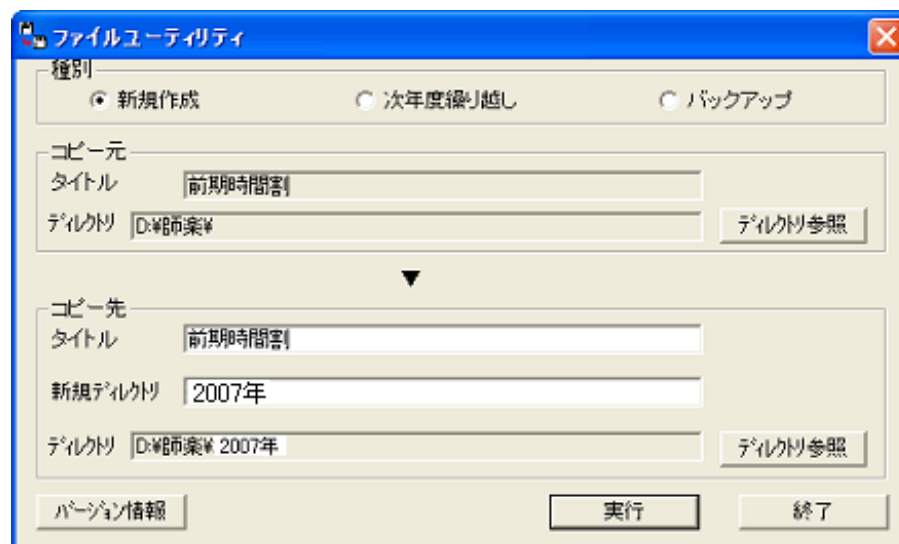 ファイルユーティリティ
種別
新規作成 次年度繰り越し バックアップ
コピー元
タイトル 前期時間割
ディレクトリ D:¥師楽¥ ディレクトリ参照
▼
コピー先
タイトル 前期時間割
新規ディレクトリ 2007年
ディレクトリ D:¥師楽¥ 2007年 ディレクトリ参照
バージョン情報 実行 終了